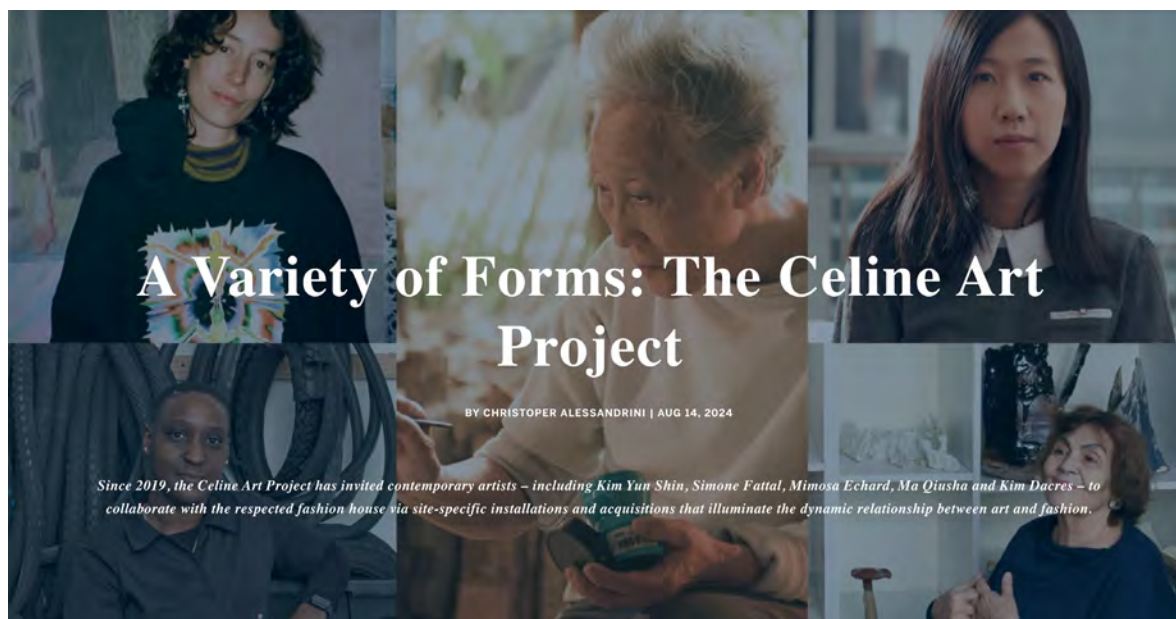 A Variety of Forms: The Celine Art
Project
BY CHRISTOPER ALESSANDRINI | AUG 14, 2024
Since 2019, the Celine Art Project has invited contemporary artists – including Kim Yun Shin, Simone Fattal, Mimosa Echard, Ma Qiusha and Kim Dacres – to
collaborate with the respected fashion house via site-specific installations and acquisitions that illuminate the dynamic relationship between art and fashion.